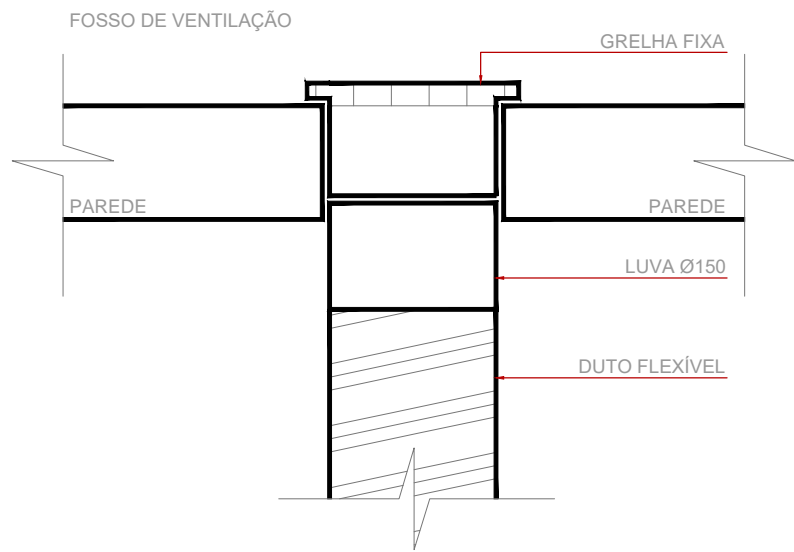 FOSSO DE VENTILAÇÃO
GRELHA FIXA
PAREDE
PAREDE
LUVA Ø150
DUTO FLEXÍVEL